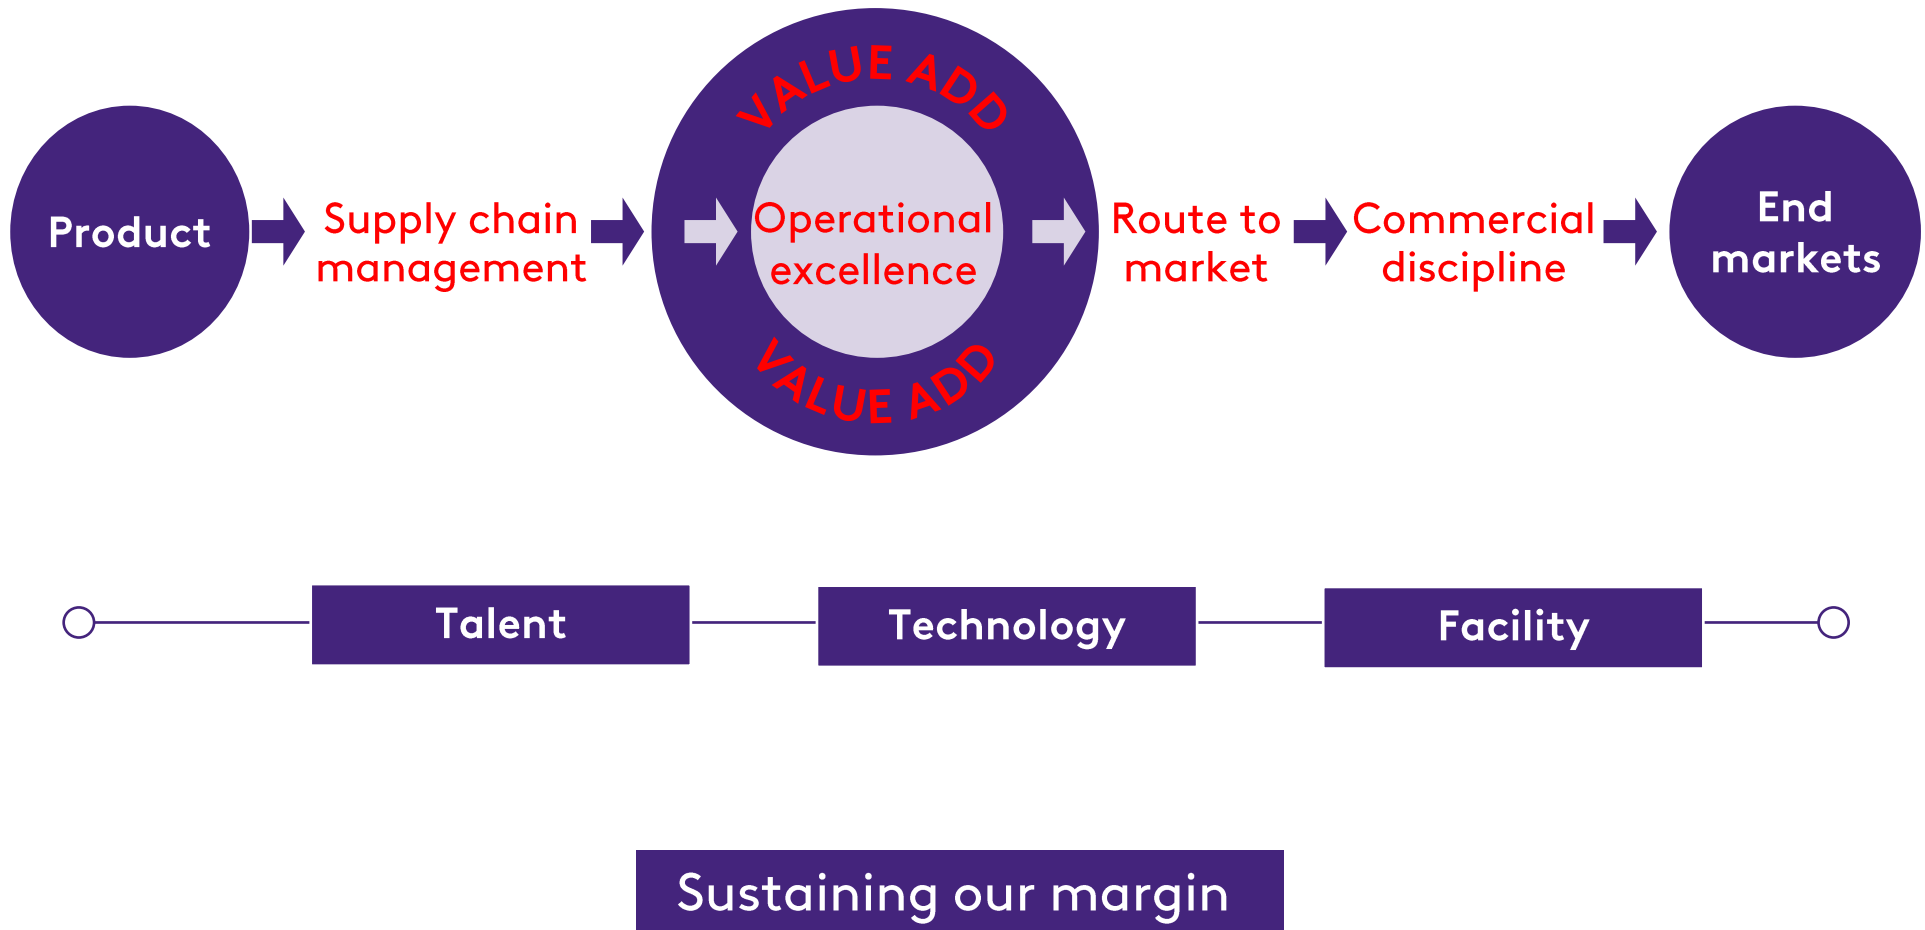 VALUE ADD
Product
Supply chain
management
Operational
excellence
Route to
market
Commercial
discipline
End
markets
VALUE ADD
Talent
Technology
Facility
Sustaining our margin